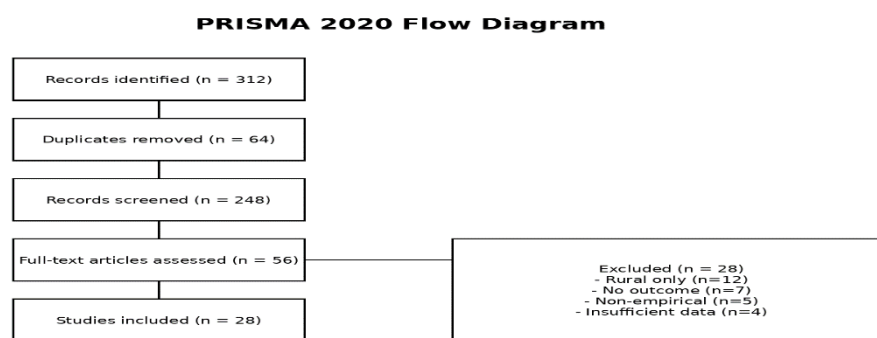 PRISMA 2020 Flow Diagram
Records identified (n = 312)
Duplicates removed (n = 64)
Records screened (n = 248)
Full-text articles assessed (n = 56)
Excluded (n = 28)
- Rural only (n=12)
- No outcome (n=7)
- Non-empirical (n=5)
- Insufficient data (n=4)
Studies included (n = 28)